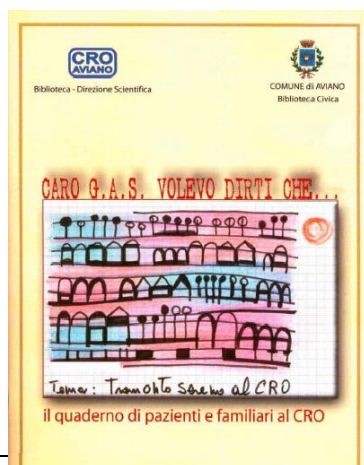 CRO
AVIANO
Biblioteca - Direzione Scientifica
COMUNE di AVIANO
Biblioteca Civica
CARO G.A.S. VOLEVO DIRTI CHE...
Tema: Tramonto sereno al CRO
il quaderno di pazienti e familiari al CRO